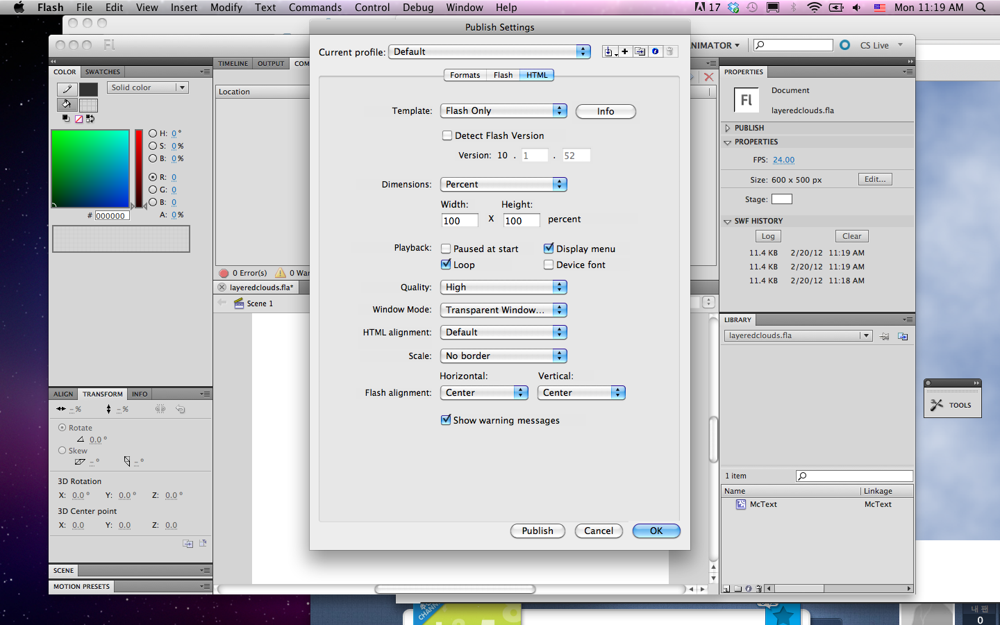 Flash File Edit View Insert Modify Text Commands Control Debug Window Help 17 Mon 11:19 AM
Publish Settings
Fl
ANIMATOR
CS Live
Current profile: Default
COLOR SWATCHES
TIMELINE OUTPUT COM
Formats Flash HTML
PROPERTIES
Solid color
Location
Fl
Document
layeredclouds.fla
Template: Flash Only Info
Detect Flash Version
Version: 10 . 1 . 52
PUBLISH
PROPERTIES
FPS: 24.00
Size: 600 x 500 px Edit...
Stage:
H: 0 °
S: 0 %
B: 0 %
R: 0
G: 0
B: 0
# 000000
A: 0 %
Dimensions: Percent
Width: Height:
100 X 100 percent
SWF HISTORY
Log Clear
11.4 KB 2/20/12 11:19 AM
11.4 KB 2/20/12 11:19 AM
11.4 KB 2/20/12 11:18 AM
Playback: Paused at start Display menu
Loop Device font
0 Error(s) 0 War
layeredclouds.fla*
Scene 1
Quality: High
Window Mode: Transparent Window...
HTML alignment: Default
Scale: No border
Horizontal: Vertical:
Flash alignment: Center Center
Show warning messages
LIBRARY
layeredclouds.fla
ALIGN TRANSFORM INFO
– % – %
Rotate
0.0 °
Skew
– ° – °
3D Rotation
X: 0.0 ° Y: 0.0 ° Z: 0.0 °
3D Center point
X: 0.0 Y: 0.0 Z: 0.0
TOOLS
1 item
Name Linkage
McText McText
Publish Cancel OK
SCENE
MOTION PRESETS
CHANN
내 팬
0